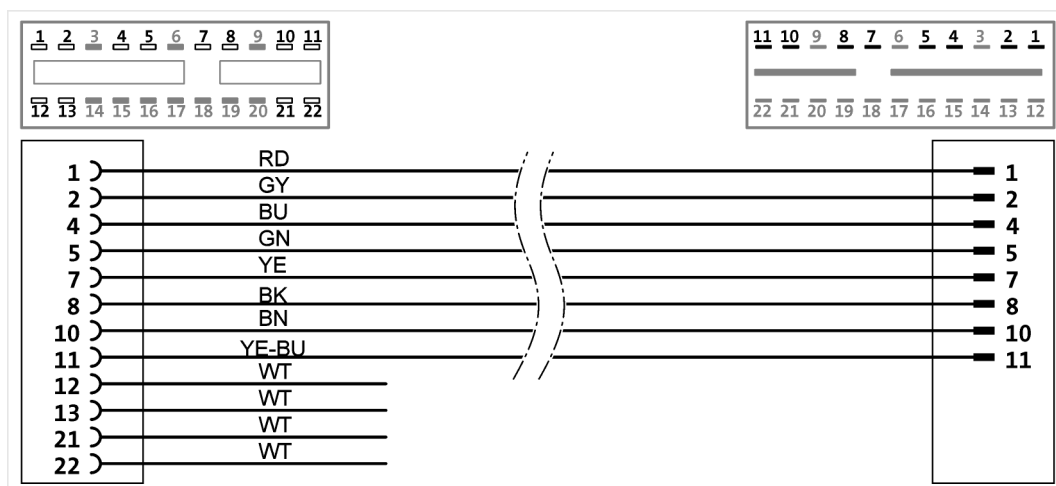 1 2 3 4 5 6 7 8 9 10 11
12 13 14 15 16 17 18 19 20 21 22
11 10 9 8 7 6 5 4 3 2 1
22 21 20 19 18 17 16 15 14 13 12
1 RD 1
2 GY 2
4 BU 4
5 GN 5
7 YE 7
8 BK 8
10 BN 10
11 YE-BU 11
12 WT
13 WT
21 WT
22 WT